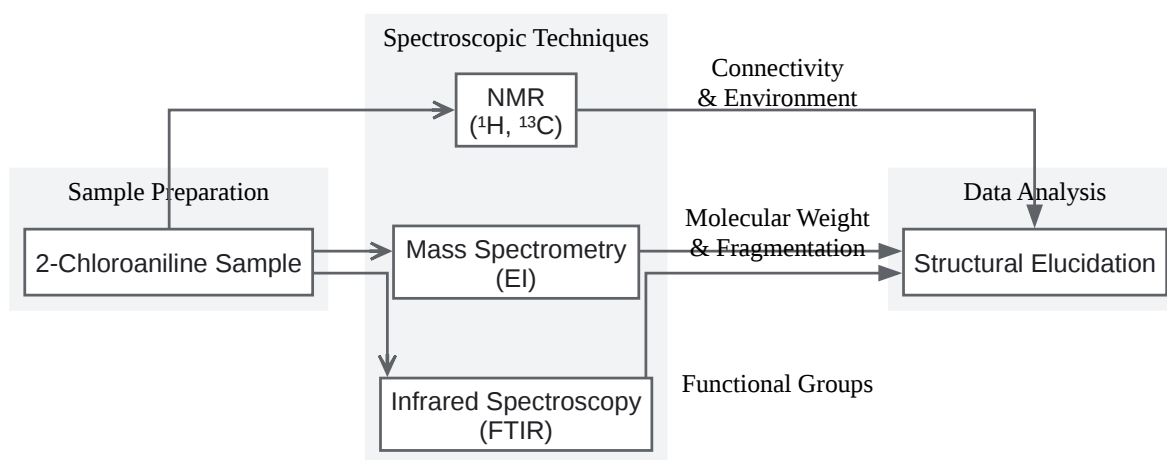 Spectroscopic Techniques
NMR
(¹H, ¹³C)
Connectivity
& Environment
Sample Preparation
2-Chloroaniline Sample
Mass Spectrometry
(EI)
Molecular Weight
& Fragmentation
Data Analysis
Structural Elucidation
Infrared Spectroscopy
(FTIR)
Functional Groups